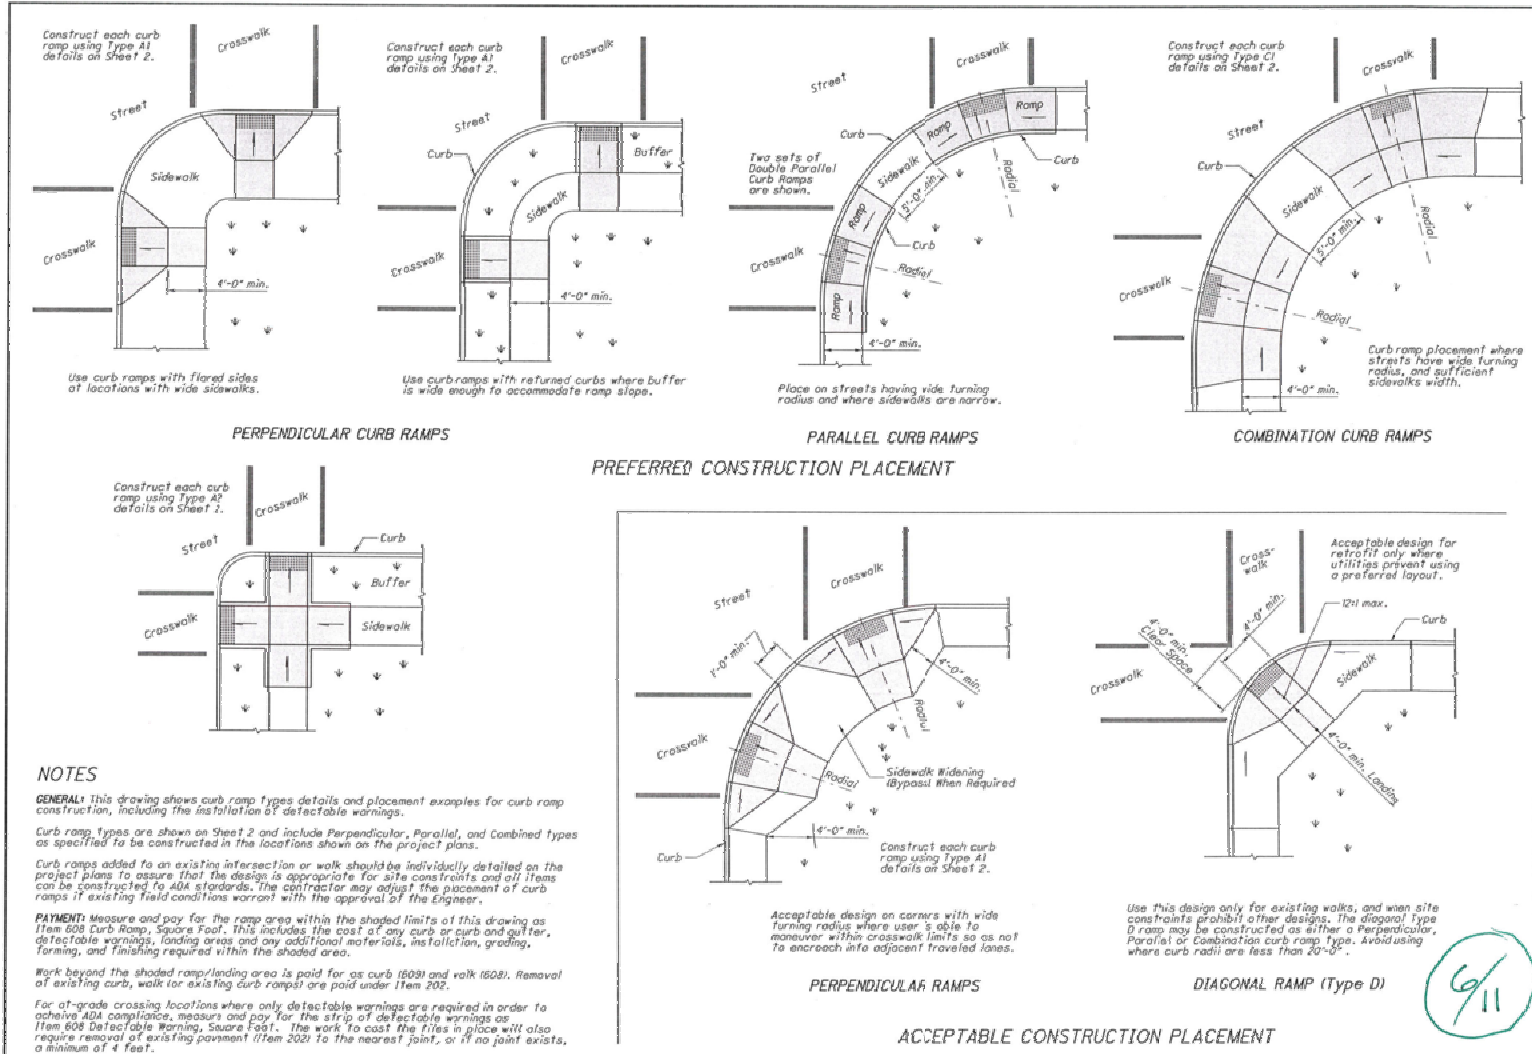 Construct each curb
ramp using Type A1
details on Sheet 2.
Crosswalk
Street
Sidewalk
Crosswalk
4'-0" min.
Use curb ramps with flared sides
at locations with wide sidewalks.
Construct each curb
ramp using Type A1
details on Sheet 2.
Crosswalk
Street
Curb
Buffer
Sidewalk
Crosswalk
4'-0" min.
Use curb ramps with returned curbs where buffer
is wide enough to accommodate ramp slope.
PERPENDICULAR CURB RAMPS
Crosswalk
Street
Curb
Ramp
Ramp
Curb
Two sets of
Double Parallel
Curb Ramps
are shown.
Sidewalk
5'-0" min.
Radial
Ramp
Curb
Crosswalk
Radial
Ramp
4'-0" min.
Place on streets having wide turning
radius and where sidewalks are narrow.
PARALLEL CURB RAMPS
Construct each curb
ramp using Type C1
details on Sheet 2.
Crosswalk
Street
Curb
Sidewalk
5'-0" min.
Radial
Crosswalk
Radial
Curb ramp placement where
streets have wide turning
radius, and sufficient
sidewalks width.
4'-0" min.
COMBINATION CURB RAMPS
PREFERRED CONSTRUCTION PLACEMENT
Construct each curb
ramp using Type A2
details on Sheet 2.
Crosswalk
Street
Curb
Buffer
Crosswalk
Sidewalk
NOTES
GENERAL: This drawing shows curb ramp types details and placement examples for curb ramp
construction, including the installation of detectable warnings.
Curb ramp types are shown on Sheet 2 and include Perpendicular, Parallel, and Combined types
as specified to be constructed in the locations shown on the project plans.
Curb ramps added to an existing intersection or walk should be individually detailed on the
project plans to assure that the design is appropriate for site constraints and all items
can be constructed to ADA standards. The contractor may adjust the placement of curb
ramps if existing field conditions warrant with the approval of the Engineer.
PAYMENT: Measure and pay for the ramp area within the shaded limits of this drawing as
Item 608 Curb Ramp, Square Foot. This includes the cost of any curb or curb and gutter,
detectable warnings, landing areas and any additional materials, installation, grading,
forming, and finishing required within the shaded area.
Work beyond the shaded ramp/landing area is paid for as curb (609) and walk (608). Removal
of existing curb, walk (or existing curb ramps) are paid under Item 202.
For at-grade crossing locations where only detectable warnings are required in order to
acheive ADA compliance, measure and pay for the strip of detectable warnings as
Item 608 Detectable Warning, Square Foot. The work to cast the tiles in place will also
require removal of existing pavement (Item 202) to the nearest joint, or if no joint exists,
a minimum of 4 feet.
Crosswalk
Street
1'-0" min.
4'-0" min.
Radial
Crosswalk
Radial
Sidewalk Widening
(Bypass) When Required
4'-0" min.
Curb
Construct each curb
ramp using Type A1
details on Sheet 2.
Acceptable design on corners with wide
turning radius where user is able to
maneuver within crosswalk limits so as not
to encroach into adjacent traveled lanes.
PERPENDICULAR RAMPS
Cross-
walk
Acceptable design for
retrofit only where
utilities prevent using
a preferred layout.
4'-0" min.
12:1 max.
4'-0" min.
Clear Space
Curb
Sidewalk
Crosswalk
4'-0" min. Landing
Use this design only for existing walks, and when site
constraints prohibit other designs. The diagonal Type
D ramp may be constructed as either a Perpendicular,
Parallel or Combination curb ramp type. Avoid using
where curb radii are less than 20'-0".
DIAGONAL RAMP (Type D)
6/11
ACCEPTABLE CONSTRUCTION PLACEMENT